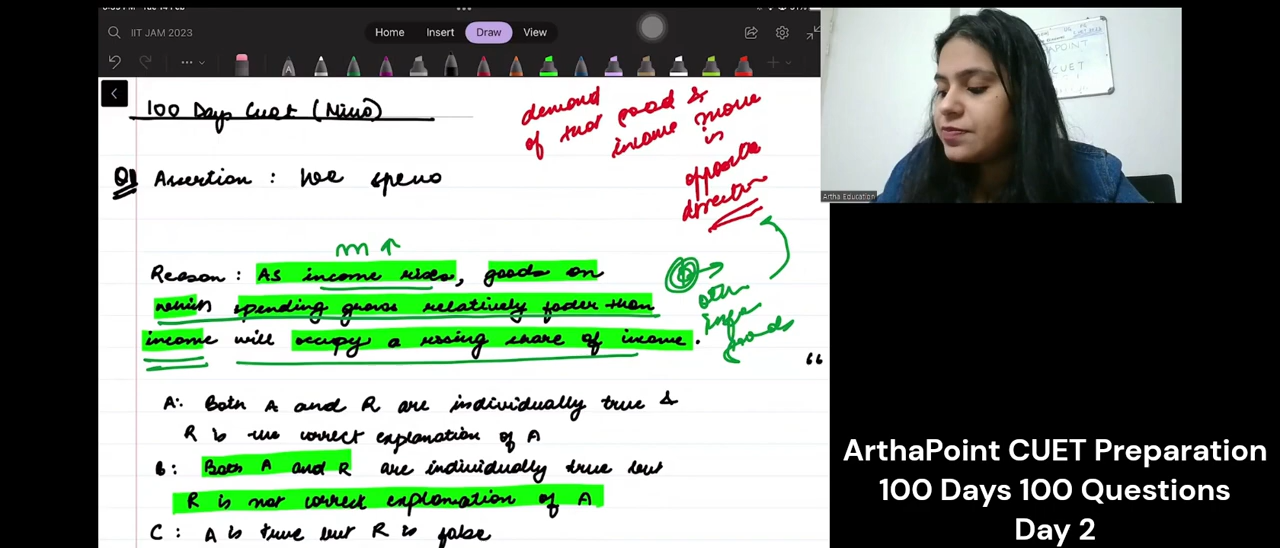 IIT JAM 2023
Home Insert Draw View
100 Days Cuet (Micro)
demand
of that good &
income move
in
opposite
direction
Q1 Assertion : We spend
m ↑
Reason : As income rises, goods on
which spending grows relatively faster than
income will occupy a rising share of income.
Artha Education
A: Both A and R are individually true &
R is the correct explanation of A
B: Both A and R are individually true but
R is not correct explanation of A
C: A is true but R is false
ArthaPoint CUET Preparation
100 Days 100 Questions
Day 2